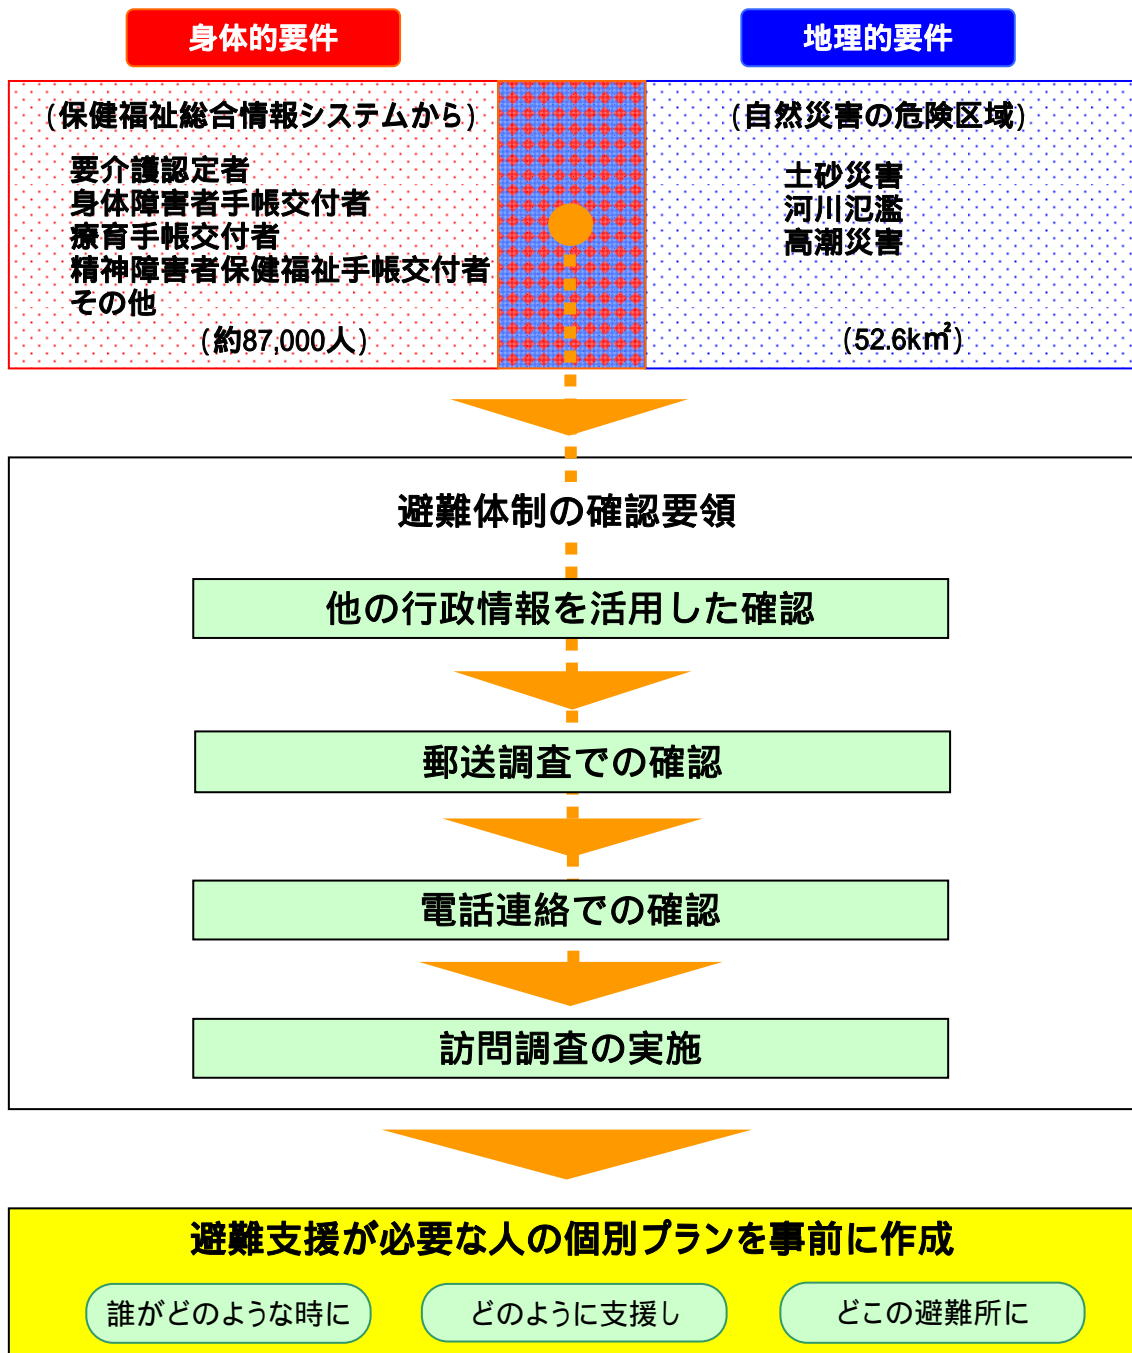 身体的要件
地理的要件
(保健福祉総合情報システムから)
要介護認定者
身体障害者手帳交付者
療育手帳交付者
精神障害者保健福祉手帳交付者
その他
(約87,000人)
(自然災害の危険区域)
土砂災害
河川氾濫
高潮災害
(52.6k㎡)
避難体制の確認要領
他の行政情報を活用した確認
郵送調査での確認
電話連絡での確認
訪問調査の実施
避難支援が必要な人の個別プランを事前に作成
誰がどのような時に
どのように支援し
どこの避難所に